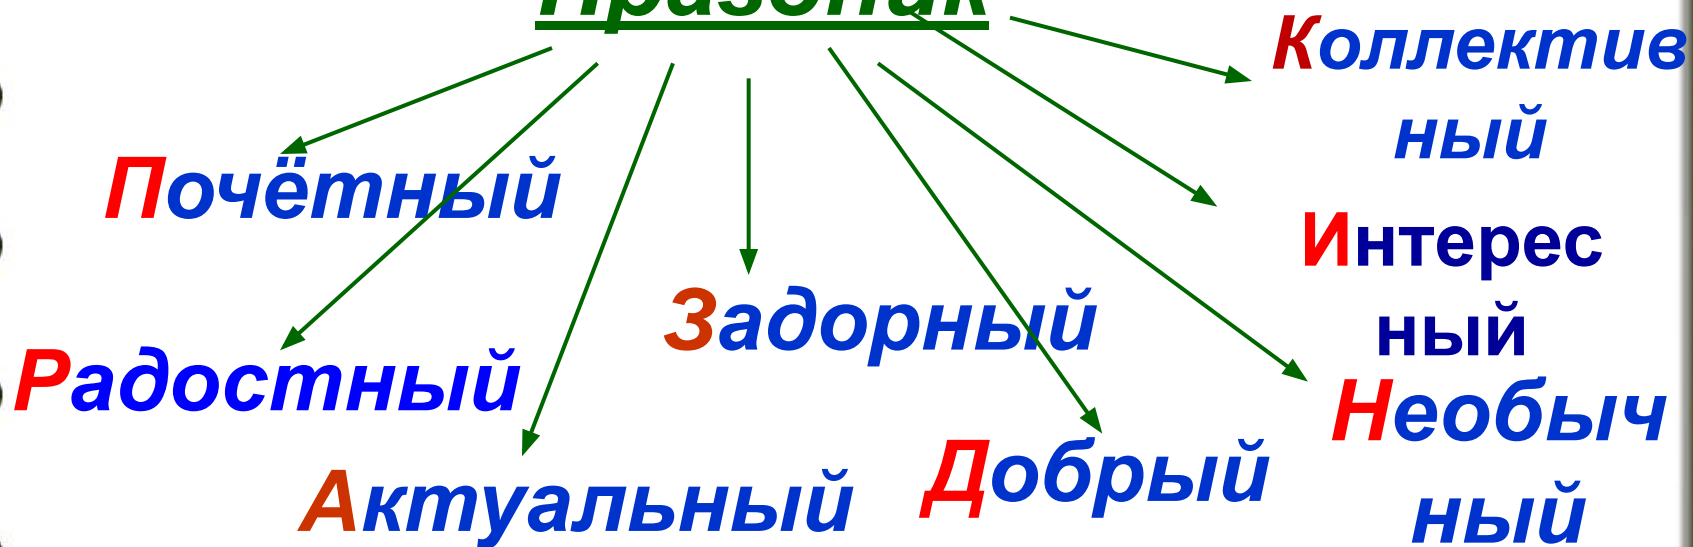 Праздник
Коллектив
ный
Почётный
Интерес
ный
Задорный
Радостный
Необыч
ный
Добрый
Актуальный